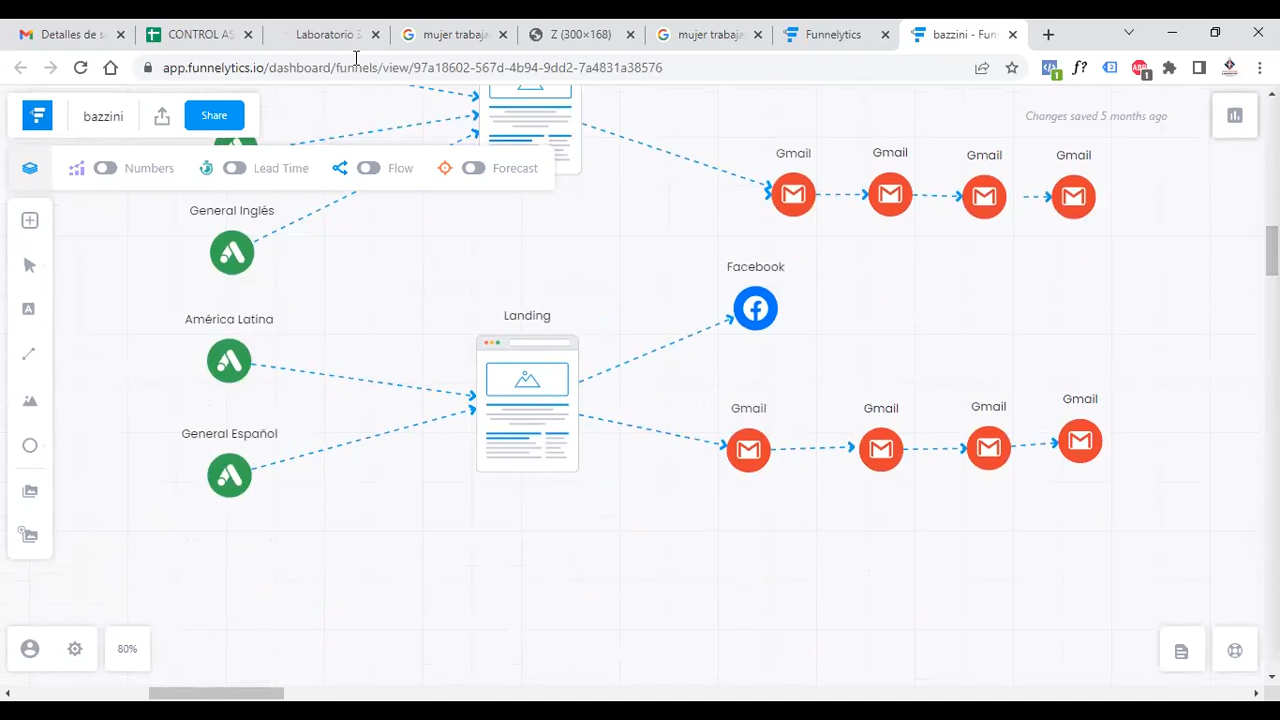 Detalles de s
CONTROL AS
Laboratorio S
mujer trabaja
Z (300×168)
mujer trabaja
Funnelytics
bazzini - Fun
app.funnelytics.io/dashboard/funnels/view/97a18602-567d-4b94-9dd2-7a4831a38576
bazzini
Share
Changes saved 5 months ago
Numbers
Lead Time
Flow
Forecast
Gmail
Gmail
Gmail
Gmail
General Inglés
Facebook
América Latina
Landing
Gmail
Gmail
Gmail
Gmail
General Español
80%